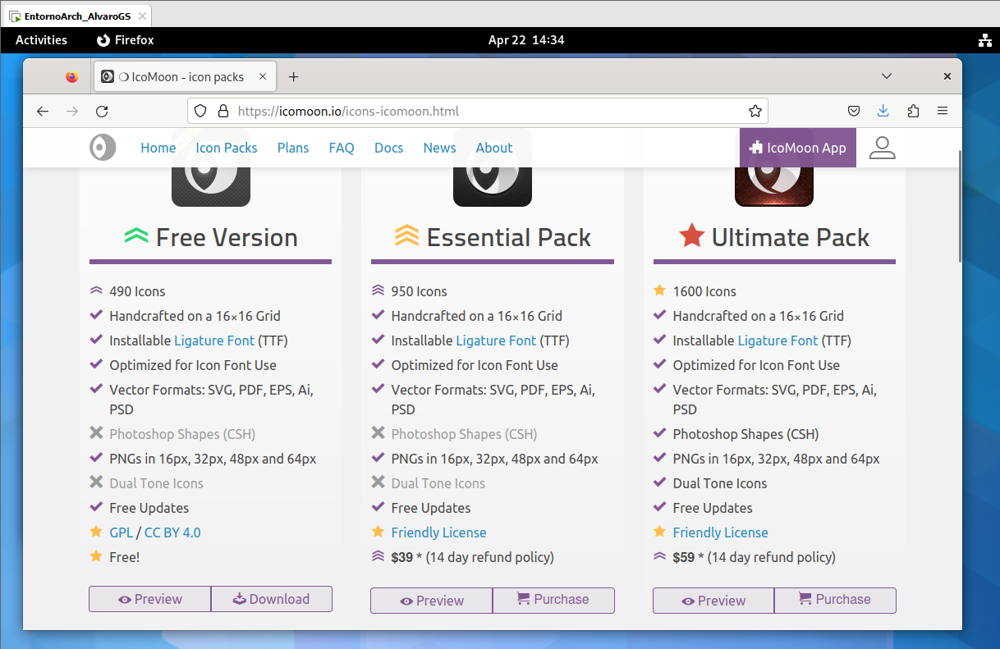 EntornoArch_AlvaroGS
Activities Firefox Apr 22 14:34
IcoMoon - icon packs
https://icomoon.io/icons-icomoon.html
Home Icon Packs Plans FAQ Docs News About IcoMoon App
Free Version
490 Icons
Handcrafted on a 16×16 Grid
Installable Ligature Font (TTF)
Optimized for Icon Font Use
Vector Formats: SVG, PDF, EPS, Ai,
PSD
Photoshop Shapes (CSH)
PNGs in 16px, 32px, 48px and 64px
Dual Tone Icons
Free Updates
GPL / CC BY 4.0
Free!
Preview Download
Essential Pack
950 Icons
Handcrafted on a 16×16 Grid
Installable Ligature Font (TTF)
Optimized for Icon Font Use
Vector Formats: SVG, PDF, EPS, Ai,
PSD
Photoshop Shapes (CSH)
PNGs in 16px, 32px, 48px and 64px
Dual Tone Icons
Free Updates
Friendly License
$39 * (14 day refund policy)
Preview Purchase
Ultimate Pack
1600 Icons
Handcrafted on a 16×16 Grid
Installable Ligature Font (TTF)
Optimized for Icon Font Use
Vector Formats: SVG, PDF, EPS, Ai,
PSD
Photoshop Shapes (CSH)
PNGs in 16px, 32px, 48px and 64px
Dual Tone Icons
Free Updates
Friendly License
$59 * (14 day refund policy)
Preview Purchase